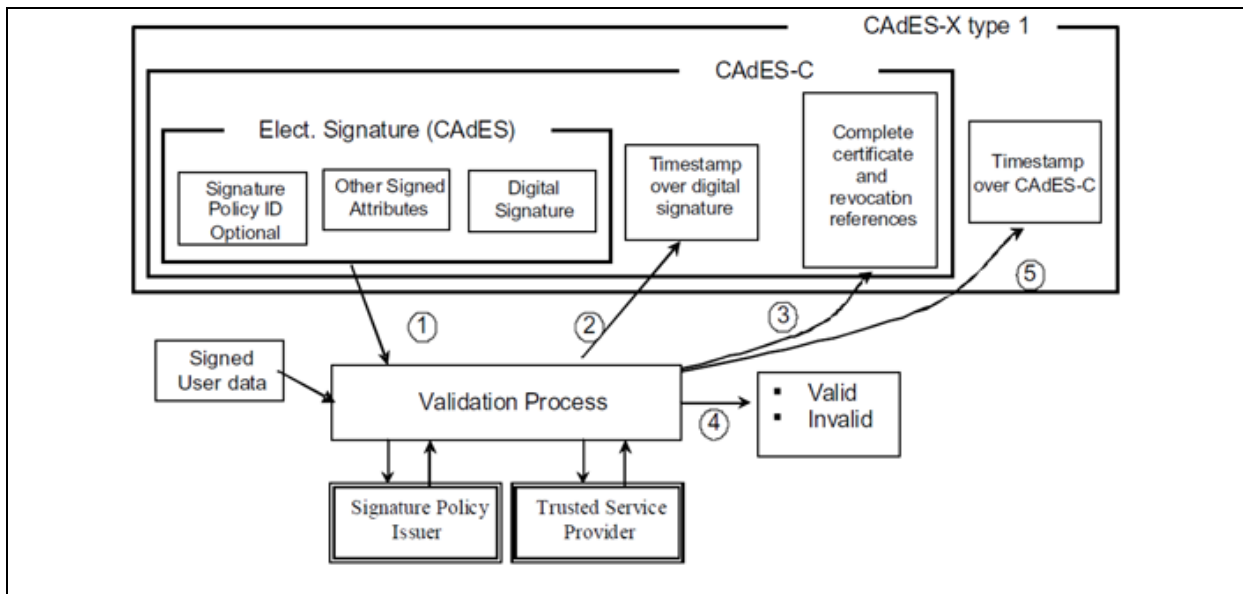 CAdES-X type 1
CAdES-C
Elect. Signature (CAdES)
Signature
Policy ID
Optional
Other Signed
Attributes
Digital
Signature
Timestamp
over digital
signature
Complete
certificate
and
revocation
references
Timestamp
over CAdES-C
1
2
3
5
Signed
User data
Validation Process
4
▪ Valid
▪ Invalid
Signature Policy
Issuer
Trusted Service
Provider